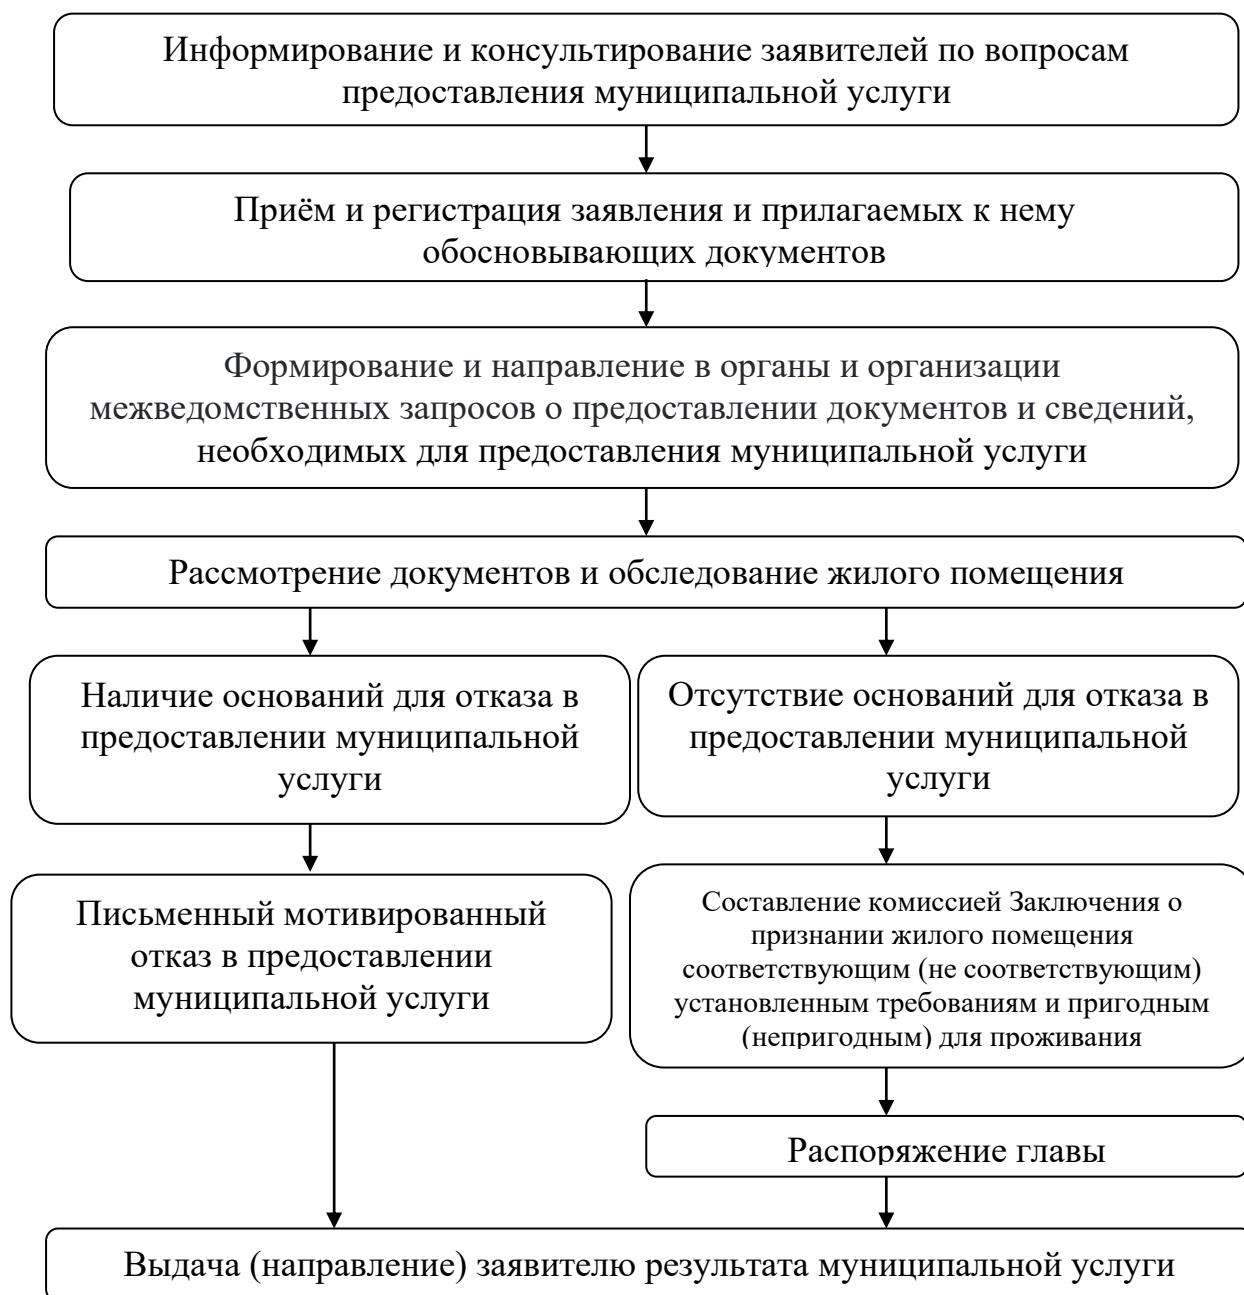 Информирование и консультирование заявителей по вопросам
предоставления муниципальной услуги
Приём и регистрация заявления и прилагаемых к нему
обосновывающих документов
Формирование и направление в органы и организации
межведомственных запросов о предоставлении документов и сведений,
необходимых для предоставления муниципальной услуги
Рассмотрение документов и обследование жилого помещения
Наличие оснований для отказа в
предоставлении муниципальной
услуги
Отсутствие оснований для отказа в
предоставлении муниципальной
услуги
Письменный мотивированный
отказ в предоставлении
муниципальной услуги
Составление комиссией Заключения о
признании жилого помещения
соответствующим (не соответствующим)
установленным требованиям и пригодным
(непригодным) для проживания
Распоряжение главы
Выдача (направление) заявителю результата муниципальной услуги